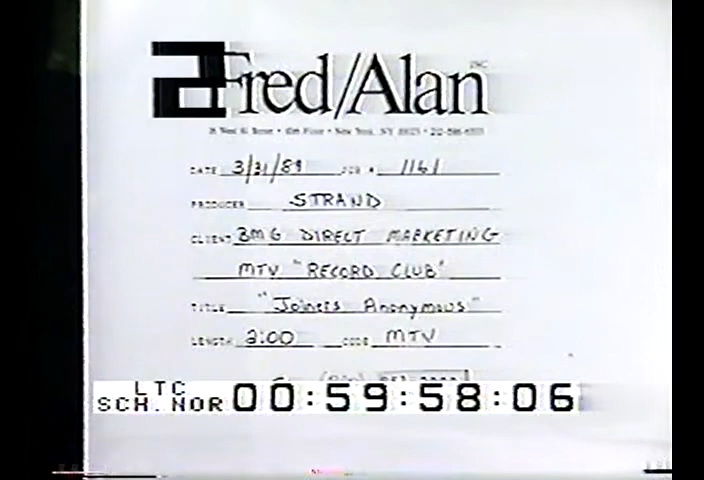 2
Fred/Alan INC.
DATE 3/31/89 JOB # 1161
PRODUCER STRAND
CLIENT BMG DIRECT MARKETING
MTV "RECORD CLUB"
TITLE "Joiners Anonymous"
LENGTH 2:00 CODE MTV
LTC
SCH.NOR 00:59:58:06